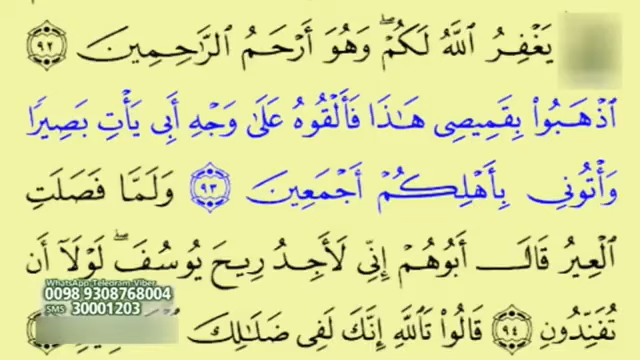 يَغْفِرُ ٱللَّهُ لَكُمْ ۖ وَهُوَ أَرْحَمُ ٱلرَّٰحِمِينَ ﴿٩٢﴾
ٱذْهَبُوا۟ بِقَمِيصِى هَٰذَا فَأَلْقُوهُ عَلَىٰ وَجْهِ أَبِى يَأْتِ بَصِيرًا
وَأْتُونِى بِأَهْلِكُمْ أَجْمَعِينَ ﴿٩٣﴾ وَلَمَّا فَصَلَتِ
ٱلْعِيرُ قَالَ أَبُوهُمْ إِنِّى لَأَجِدُ رِيحَ يُوسُفَ ۖ لَوْلَآ أَن
تُفَنِّدُونِ ﴿٩٤﴾ قَالُوا۟ تَٱللَّهِ إِنَّكَ لَفِى ضَلَٰلِكَ
WhatsApp Telegram Viber
0098 9308768004
SMS 30001203